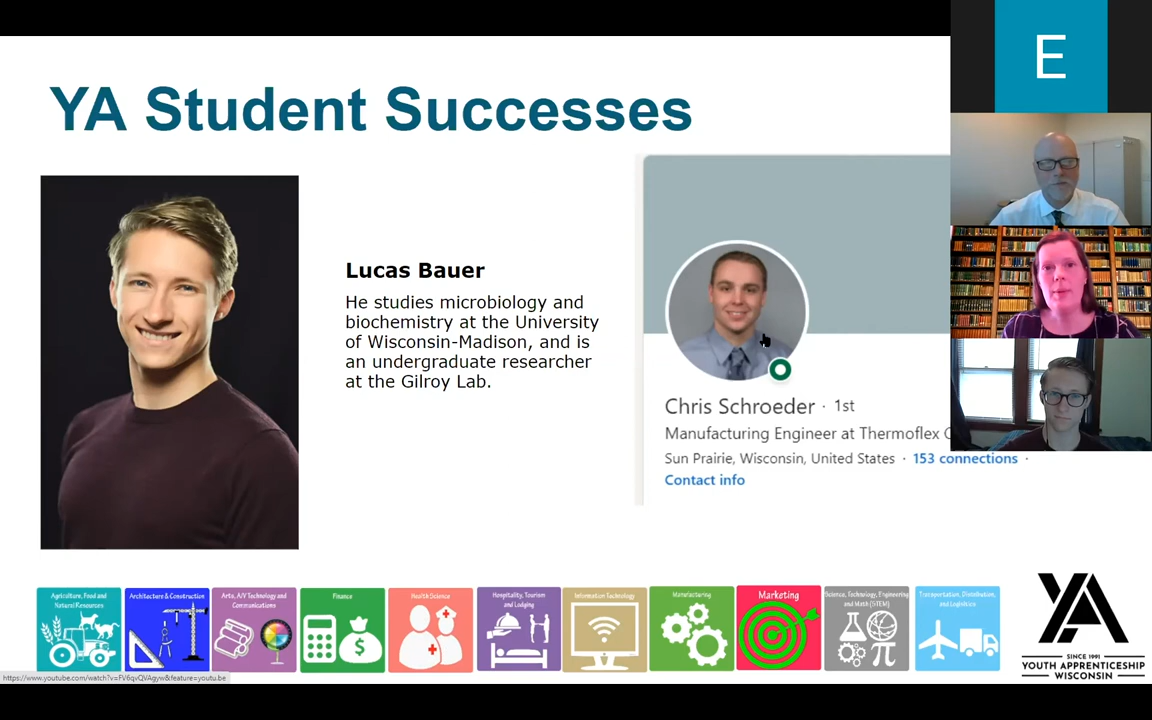 YA Student Successes
E
Lucas Bauer
He studies microbiology and
biochemistry at the University
of Wisconsin-Madison, and is
an undergraduate researcher
at the Gilroy Lab.
Chris Schroeder · 1st
Manufacturing Engineer at Thermoflex
Sun Prairie, Wisconsin, United States · 153 connections ·
Contact info
Agriculture, Food and
Natural Resources
Architecture & Construction
Arts, A/V Technology and
Communications
Finance
Health Science
Hospitality, Tourism
and Lodging
Information Technology
Manufacturing
Marketing
Science, Technology, Engineering
and Math (STEM)
Transportation, Distribution,
and Logistics
YA
SINCE 1991
YOUTH APPRENTICESHIP
WISCONSIN
https://www.youtube.com/watch?v=FV6qvQVAgyw&feature=youtu.be